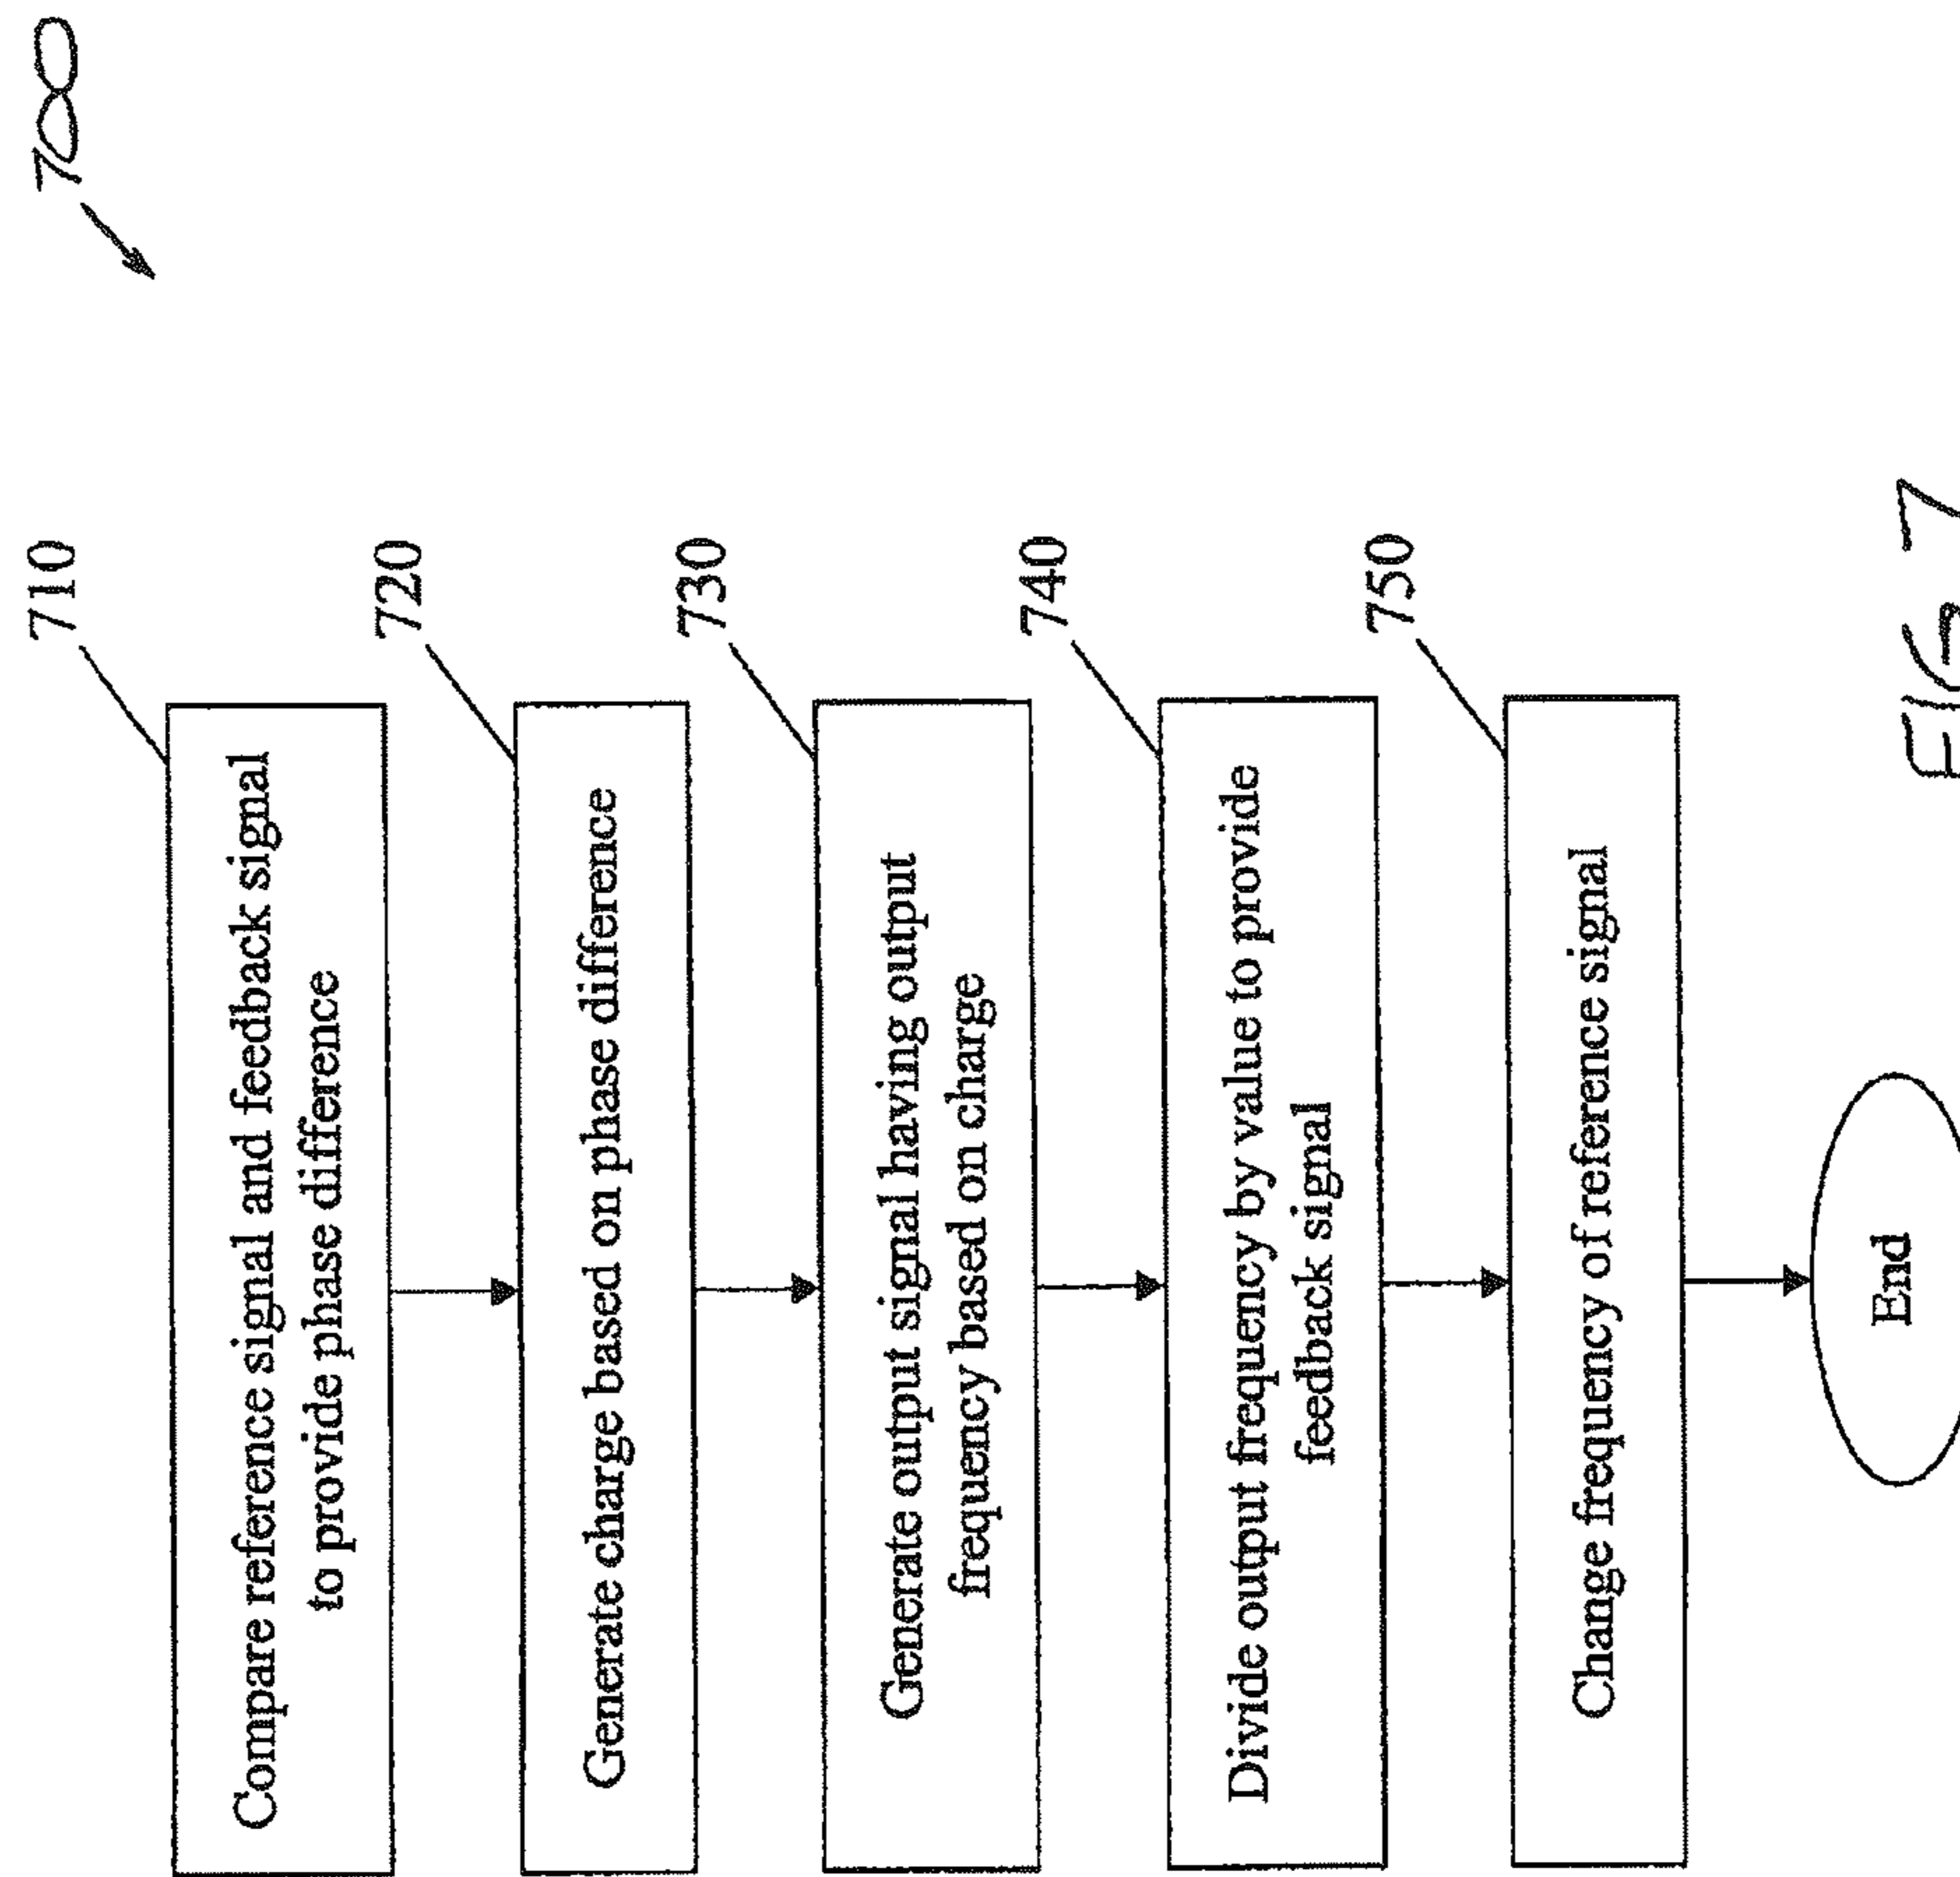 700
710
Compare reference signal and feedback signal
to provide phase difference
720
Generate charge based on phase difference
730
Generate output signal having output
frequency based on charge
740
Divide output frequency by value to provide
feedback signal
750
Change frequency of reference signal
End
FIG. 7